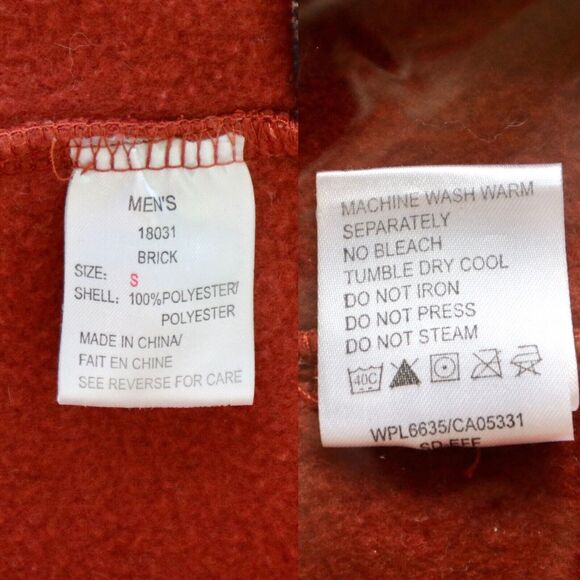 MEN'S
18031
BRICK
SIZE: S
SHELL: 100%POLYESTER/
POLYESTER
MADE IN CHINA/
FAIT EN CHINE
SEE REVERSE FOR CARE
MACHINE WASH WARM
SEPARATELY
NO BLEACH
TUMBLE DRY COOL
DO NOT IRON
DO NOT PRESS
DO NOT STEAM
40C
WPL6635/CA05331
SD-EFF